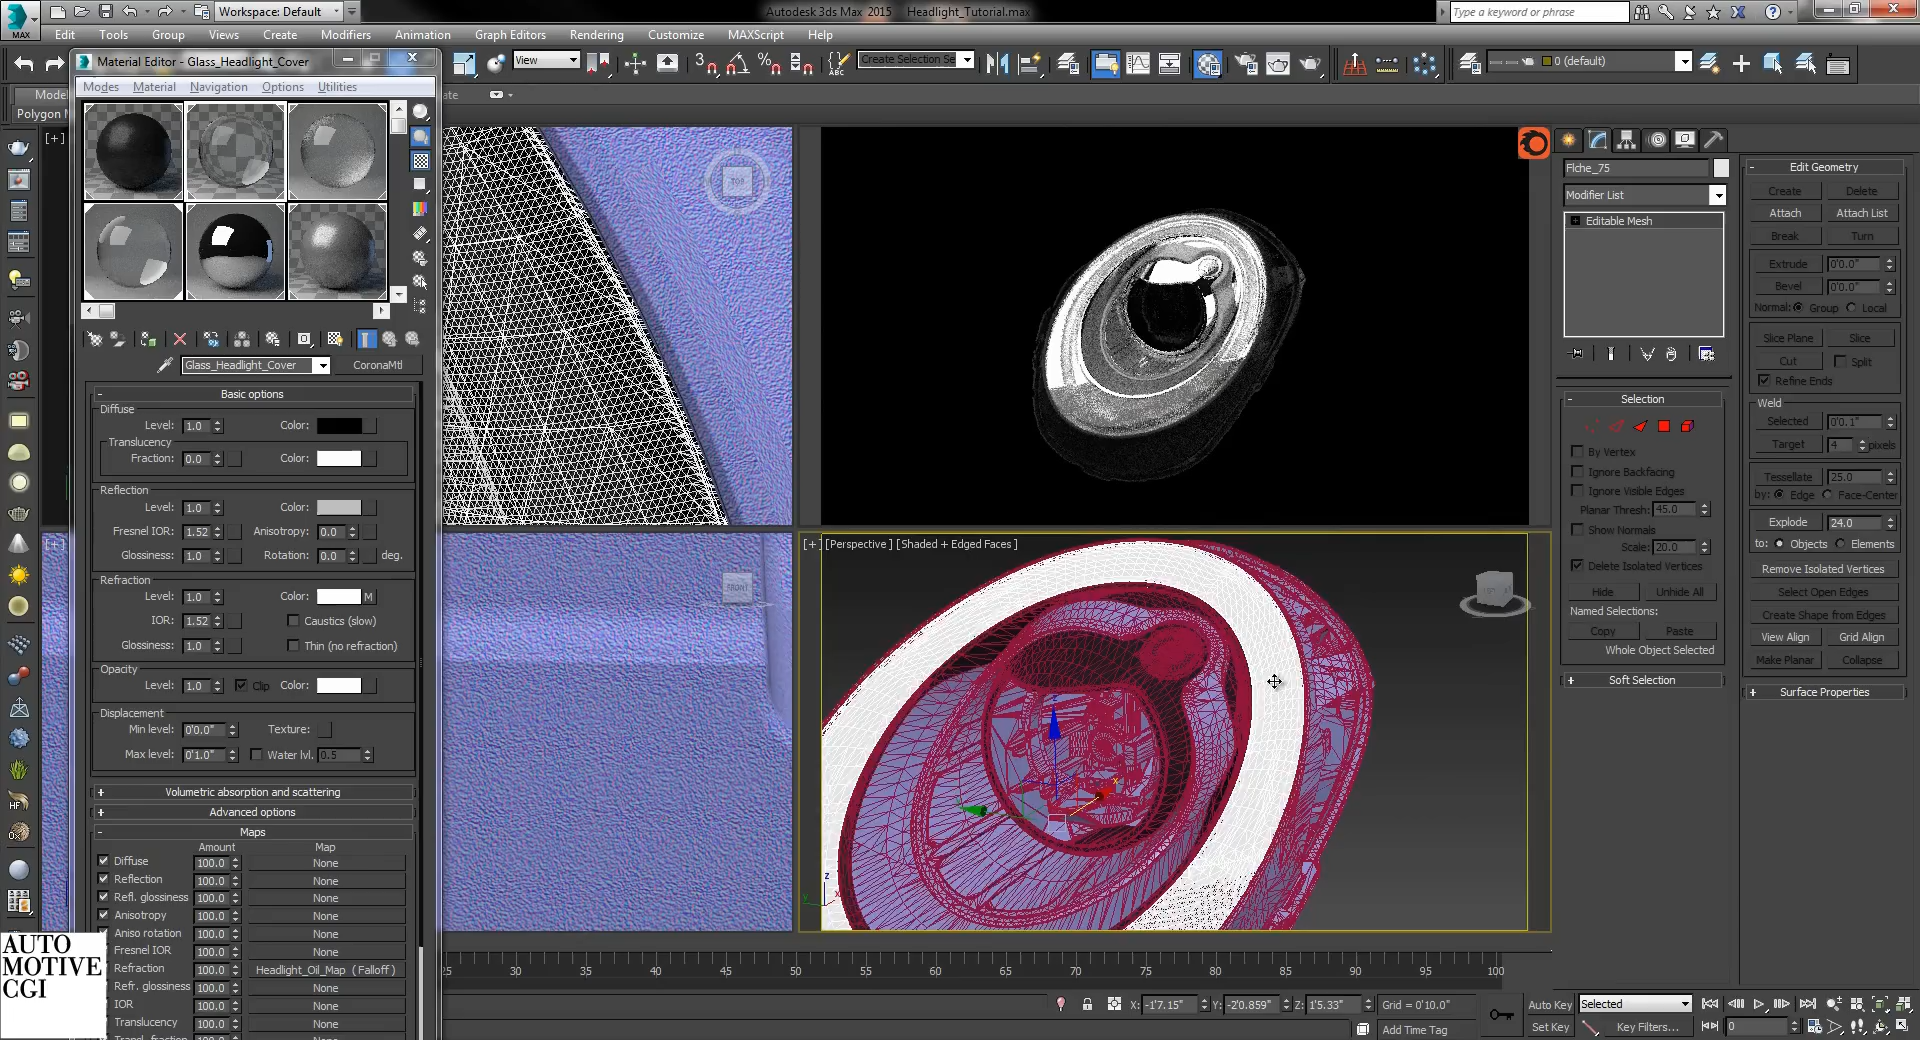 MAX
Workspace: Default
Autodesk 3ds Max 2015 Headlight_Tutorial.max
Type a keyword or phrase
Edit Tools Group Views Create Modifiers Animation Graph Editors Rendering Customize MAXScript Help
Material Editor - Glass_Headlight_Cover
View
Create Selection Se
0 (default)
Modes Material Navigation Options Utilities
Polygon
[+]
TOP
Glass_Headlight_Cover
CoronaMtl
Basic options
Diffuse
Level: 1.0 Color:
Translucency
Fraction: 0.0 Color:
Reflection
Level: 1.0 Color:
Fresnel IOR: 1.52 Anisotropy: 0.0
Glossiness: 1.0 Rotation: 0.0 deg.
Refraction
Level: 1.0 Color: M
IOR: 1.52 Caustics (slow)
Glossiness: 1.0 Thin (no refraction)
Opacity
Level: 1.0 Clip Color:
Displacement
Min level: 0'0.0" Texture:
Max level: 0'1.0" Water lvl. 0.5
Volumetric absorption and scattering
Advanced options
Maps
Amount Map
Diffuse 100.0 None
Reflection 100.0 None
Refl. glossiness 100.0 None
Anisotropy 100.0 None
Aniso rotation 100.0 None
Fresnel IOR 100.0 None
Refraction 100.0 Headlight_Oil_Map ( Falloff )
Refr. glossiness 100.0 None
IOR 100.0 None
Translucency 100.0 None
AUTO
MOTIVE
CGI
[+]
FRONT
[+] [Perspective ] [Shaded + Edged Faces ]
z
x
Flche_75
Modifier List
Editable Mesh
Selection
By Vertex
Ignore Backfacing
Ignore Visible Edges
Planar Thresh: 45.0
Show Normals
Scale: 20.0
Delete Isolated Vertices
Hide Unhide All
Named Selections:
Copy Paste
Whole Object Selected
Soft Selection
Edit Geometry
Create Delete
Attach Attach List
Break Turn
Extrude 0'0.0"
Bevel 0'0.0"
Normal: Group Local
Slice Plane Slice
Cut Split
Refine Ends
Weld
Selected 0'0.1"
Target 4 pixels
Tessellate 25.0
by: Edge Face-Center
Explode 24.0
to: Objects Elements
Remove Isolated Vertices
Select Open Edges
Create Shape from Edges
View Align Grid Align
Make Planar Collapse
Surface Properties
25 30 35 40 45 50 55 60 65 70 75 80 85 90 95 100
X: -1'7.15" Y: -2'0.859" Z: 1'5.33" Grid = 0'10.0"
Add Time Tag
Auto Key Selected
Set Key Key Filters...
0